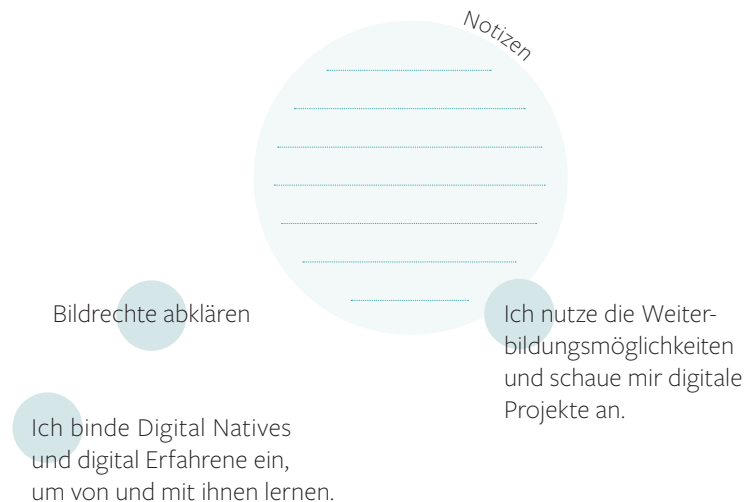 Notizen
Bildrechte abklären
Ich nutze die Weiter-
bildungsmöglichkeiten
und schaue mir digitale
Projekte an.
Ich binde Digital Natives
und digital Erfahrene ein,
um von und mit ihnen lernen.